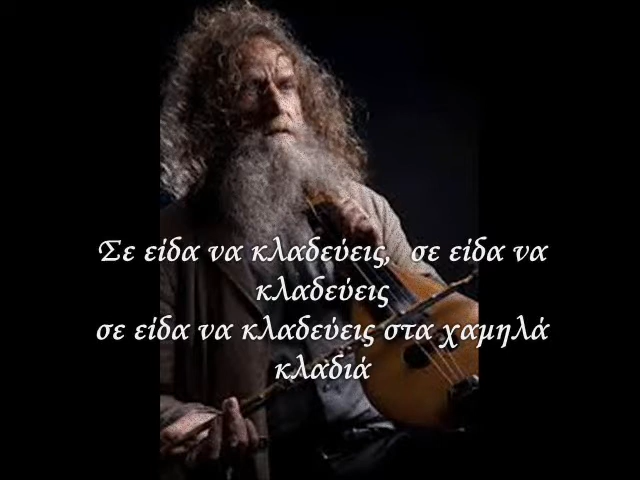 Σε είδα να κλαδεύεις, σε είδα να
κλαδεύεις
σε είδα να κλαδεύεις στα χαμηλά
κλαδιά